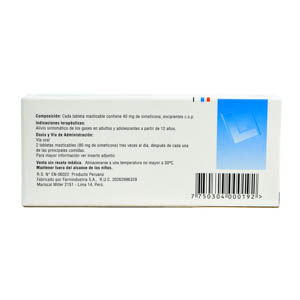 Composición: Cada tableta masticable contiene 40 mg de simeticona, excipientes c.s.p.
Indicaciones terapéuticas:
Alivio sintomático de los gases en adultos y adolescentes a partir de 12 años.
Dosis y Vía de Administración:
Vía oral
2 tabletas masticables (80 mg de simeticona) tres veces al día, después de cada una
de las principales comidas.
Para mayor información ver inserto adjunto.
Venta sin receta médica. Almacenarse a una temperatura no mayor a 30ºC.
Mantener fuera del alcance de los niños.
R.S. N° EN-06022 Producto Peruano
Fabricado por Farmindustria S.A., R.U.C. 20262996329
Mariscal Miller 2151 - Lima 14, Perú.
7 750304 000192 >